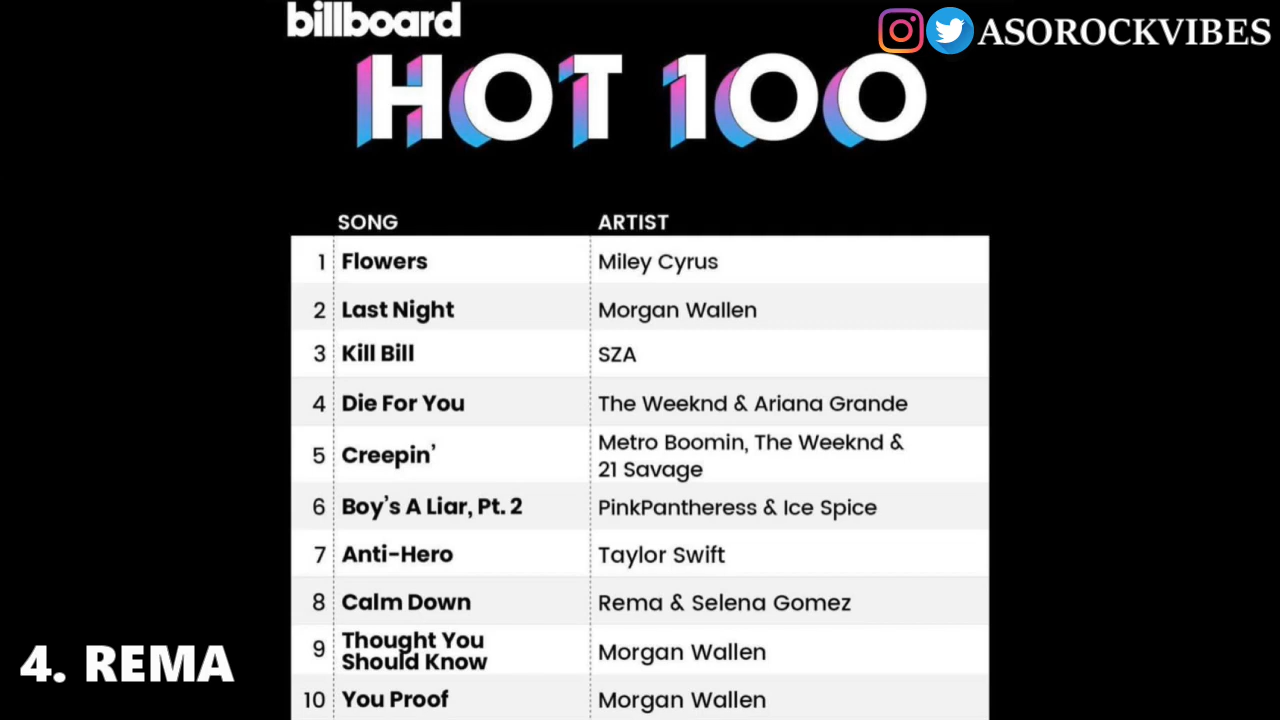 billboard
ASOROCKVIBES
HOT 100
SONG ARTIST
1 Flowers Miley Cyrus
2 Last Night Morgan Wallen
3 Kill Bill SZA
4 Die For You The Weeknd & Ariana Grande
5 Creepin’ Metro Boomin, The Weeknd &
21 Savage
6 Boy’s A Liar, Pt. 2 PinkPantheress & Ice Spice
7 Anti-Hero Taylor Swift
8 Calm Down Rema & Selena Gomez
9 Thought You
Should Know Morgan Wallen
10 You Proof Morgan Wallen
4. REMA